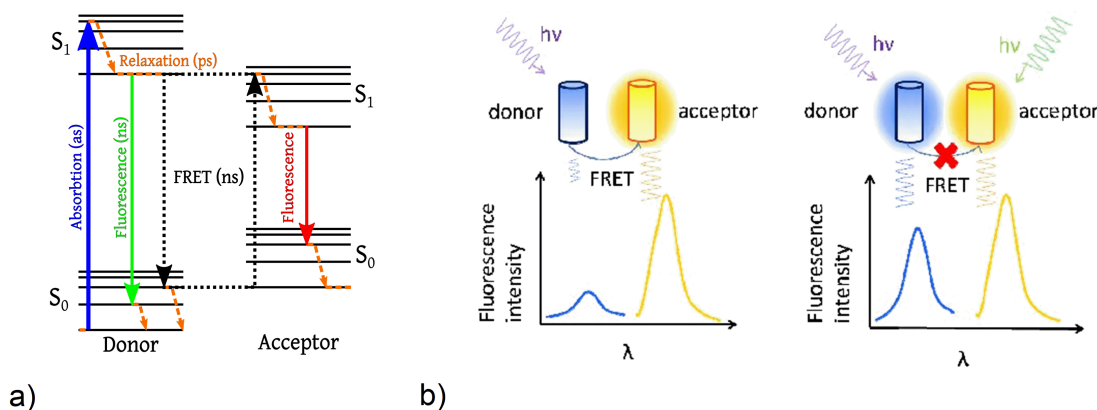 S1
Relaxation (ps)
S1
Absorbtion (as)
Fluorescence (ns)
FRET (ns)
Fluorescence
S0
S0
Donor
Acceptor
a)
hν
donor
acceptor
FRET
Fluorescence
intensity
λ
hν
hν
donor
acceptor
FRET
Fluorescence
intensity
λ
b)